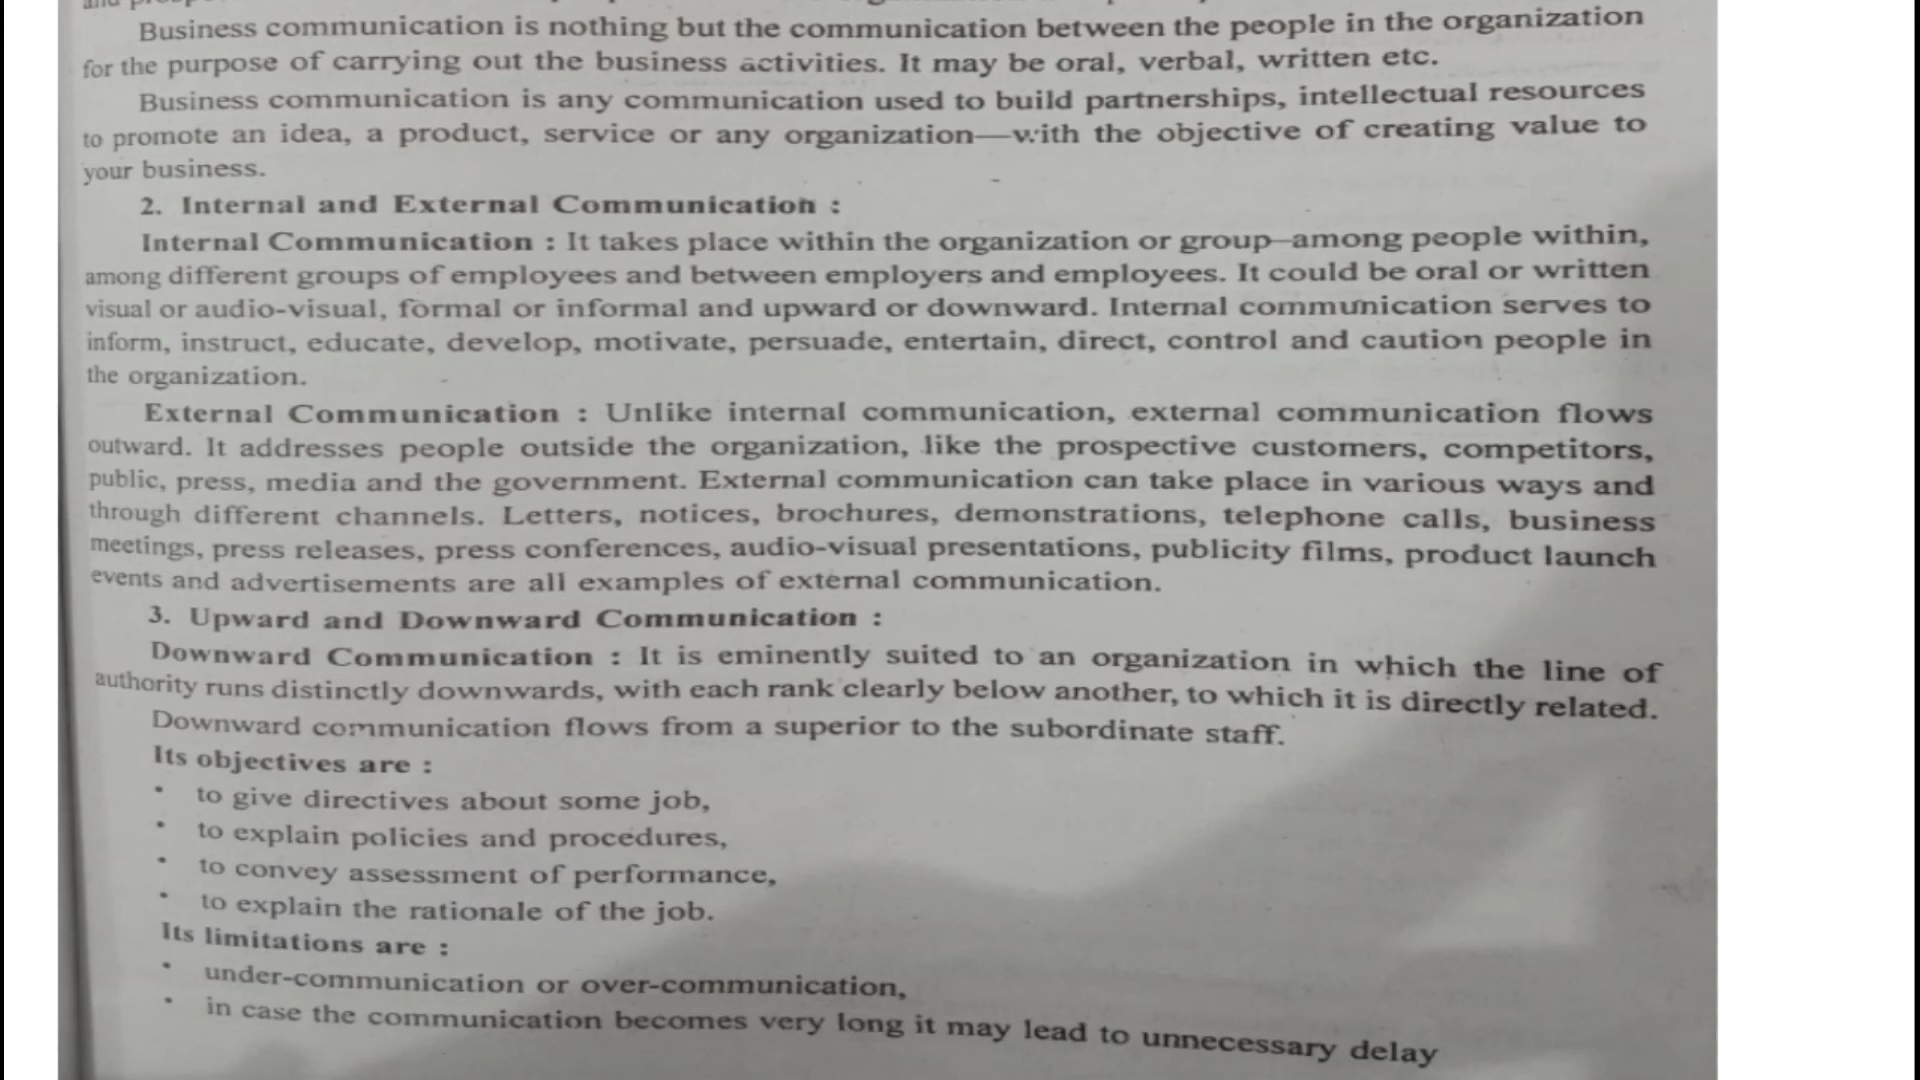 Business communication is nothing but the communication between the people in the organization
for the purpose of carrying out the business activities. It may be oral, verbal, written etc.
Business communication is any communication used to build partnerships, intellectual resources
to promote an idea, a product, service or any organization—with the objective of creating value to
your business.
2. Internal and External Communication :
Internal Communication : It takes place within the organization or group—among people within,
among different groups of employees and between employers and employees. It could be oral or written
visual or audio-visual, formal or informal and upward or downward. Internal communication serves to
inform, instruct, educate, develop, motivate, persuade, entertain, direct, control and caution people in
the organization.
External Communication : Unlike internal communication, external communication flows
outward. It addresses people outside the organization, like the prospective customers, competitors,
public, press, media and the government. External communication can take place in various ways and
through different channels. Letters, notices, brochures, demonstrations, telephone calls, business
meetings, press releases, press conferences, audio-visual presentations, publicity films, product launch
events and advertisements are all examples of external communication.
3. Upward and Downward Communication :
Downward Communication : It is eminently suited to an organization in which the line of
authority runs distinctly downwards, with each rank clearly below another, to which it is directly related.
Downward communication flows from a superior to the subordinate staff.
Its objectives are :
• to give directives about some job,
• to explain policies and procedures,
• to convey assessment of performance,
• to explain the rationale of the job.
Its limitations are :
• under-communication or over-communication,
• in case the communication becomes very long it may lead to unnecessary delay